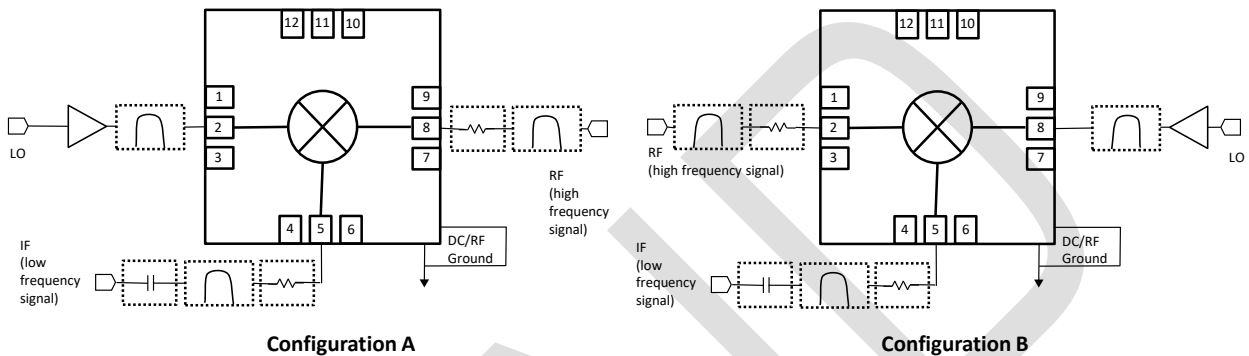 12 11 10
1
2
3
9
8
7
4 5 6
LO
RF
(high
frequency
signal)
IF
(low
frequency
signal)
DC/RF
Ground
Configuration A
12 11 10
1
2
3
9
8
7
4 5 6
RF
(high frequency signal)
LO
IF
(low
frequency
signal)
DC/RF
Ground
Configuration B